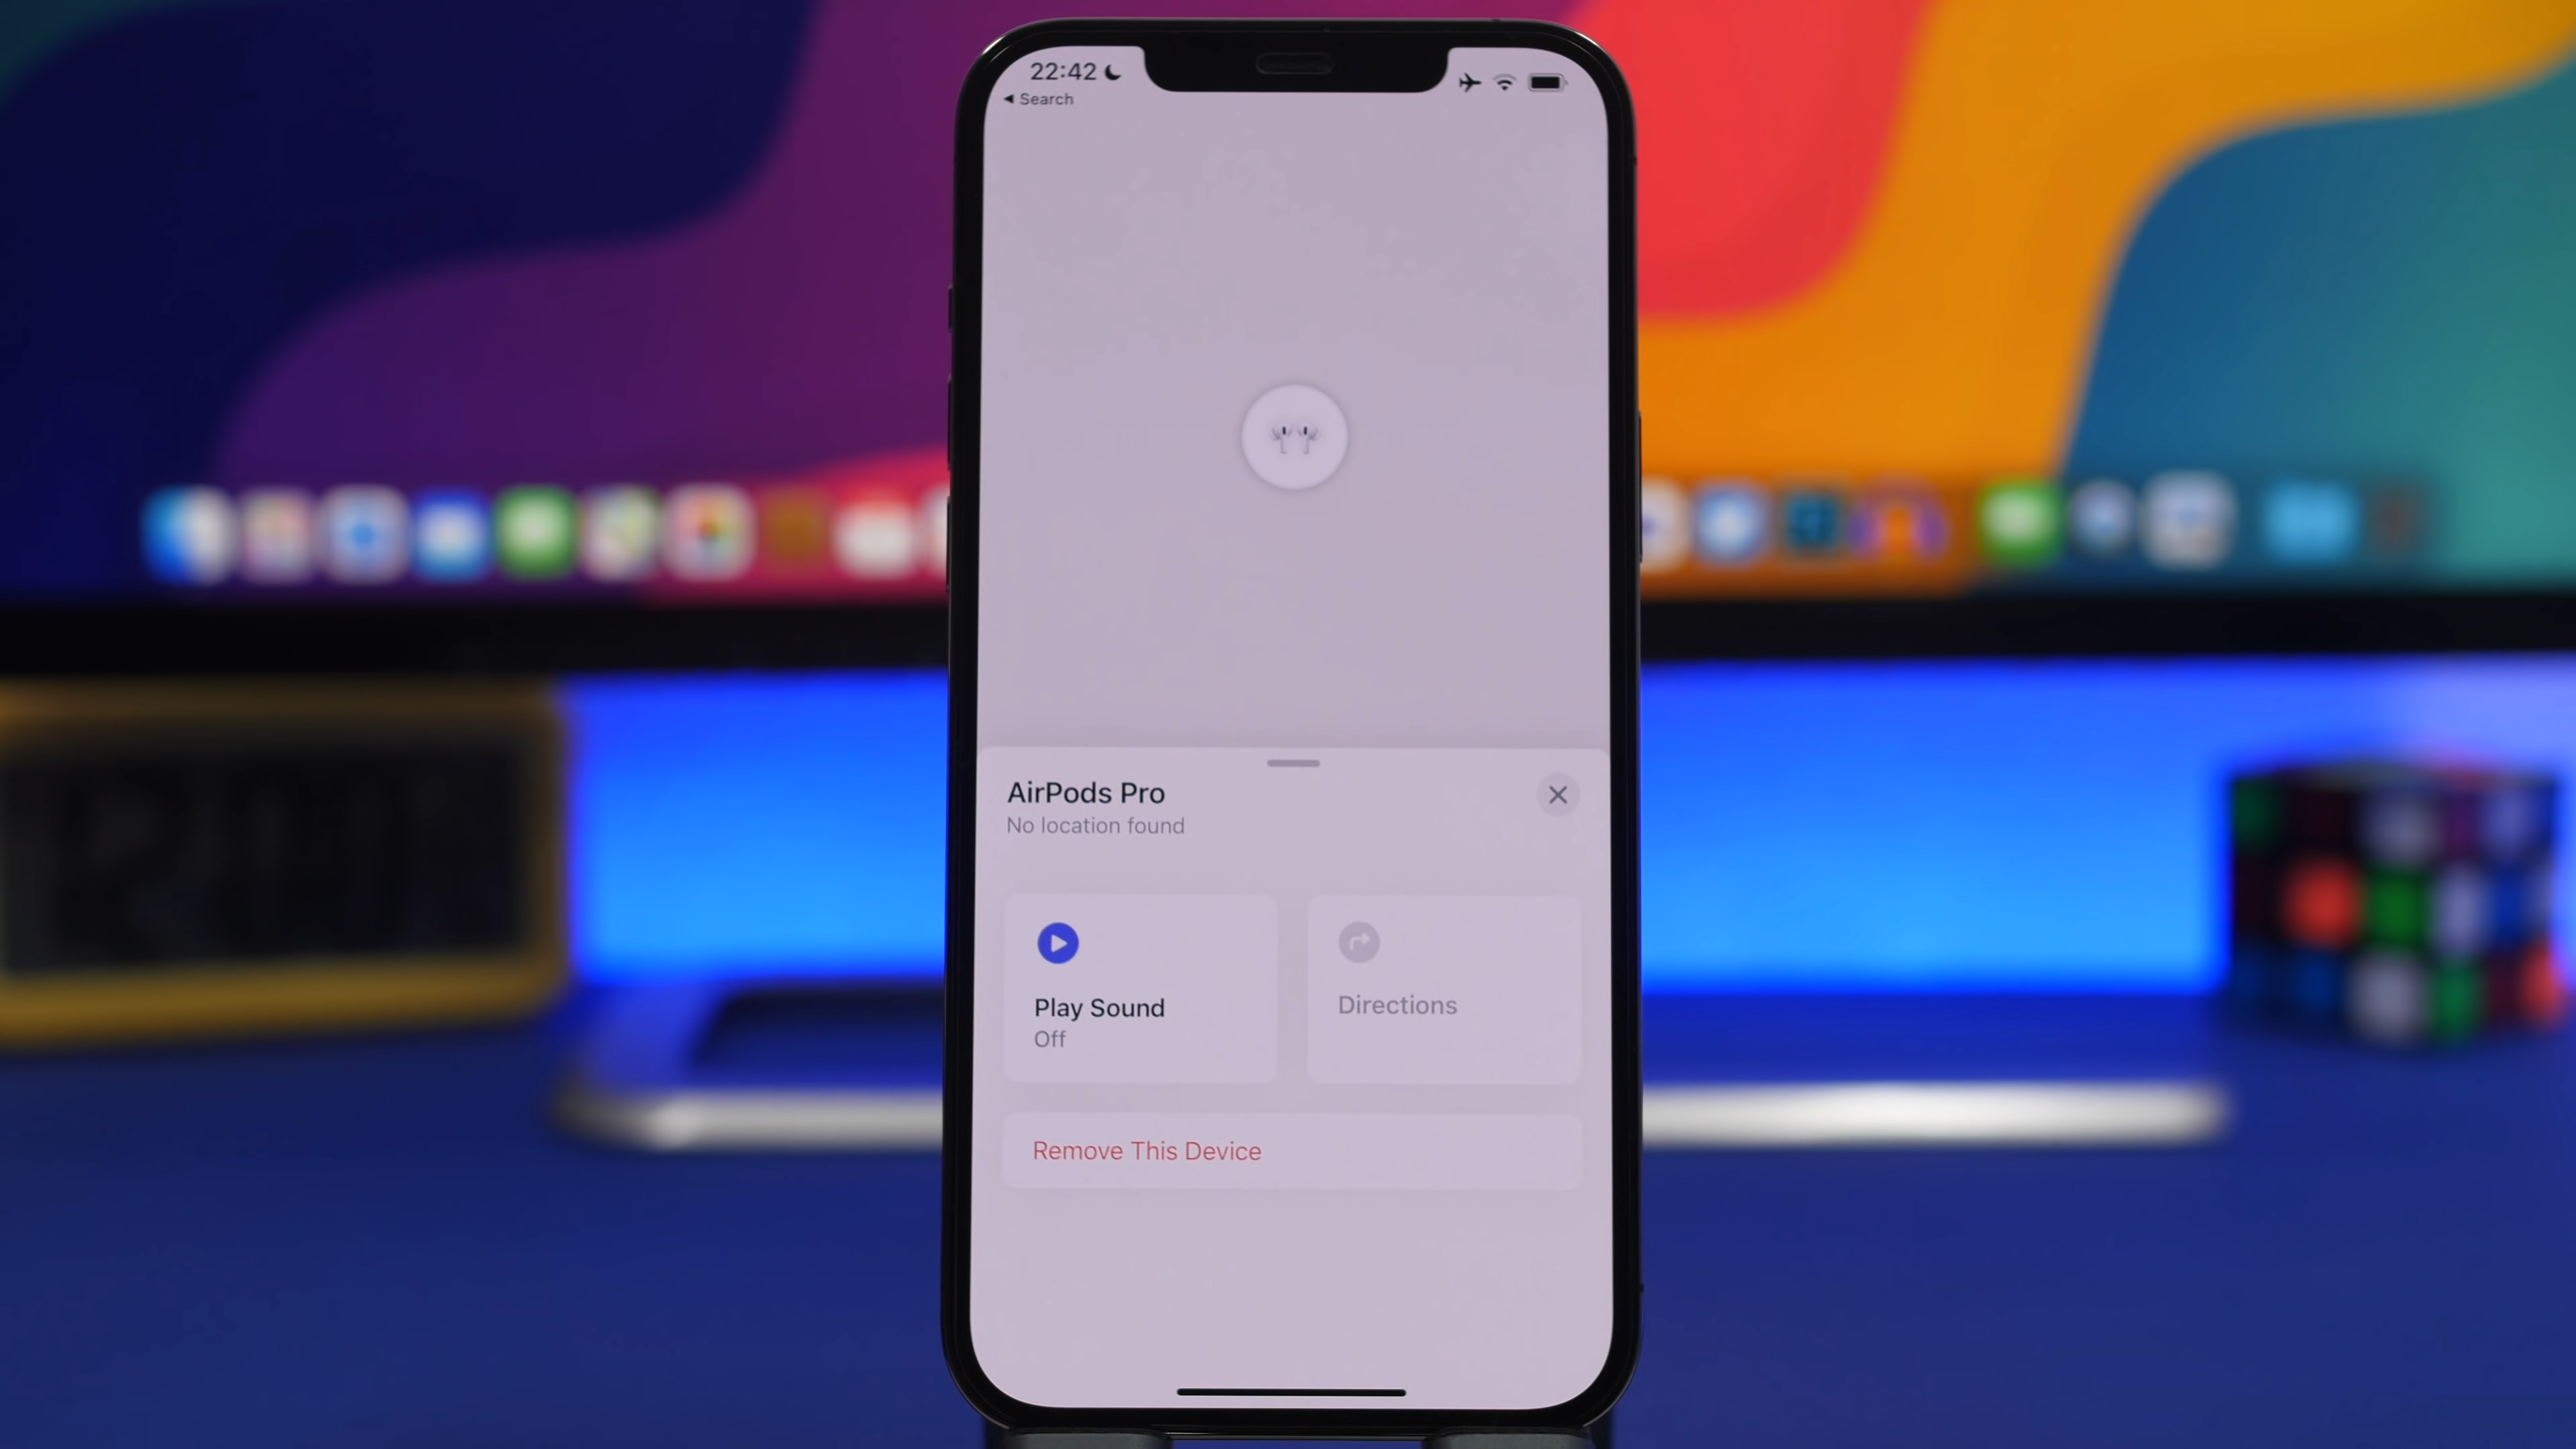 22:42
Search
AirPods Pro
No location found
Play Sound
Off
Directions
Remove This Device